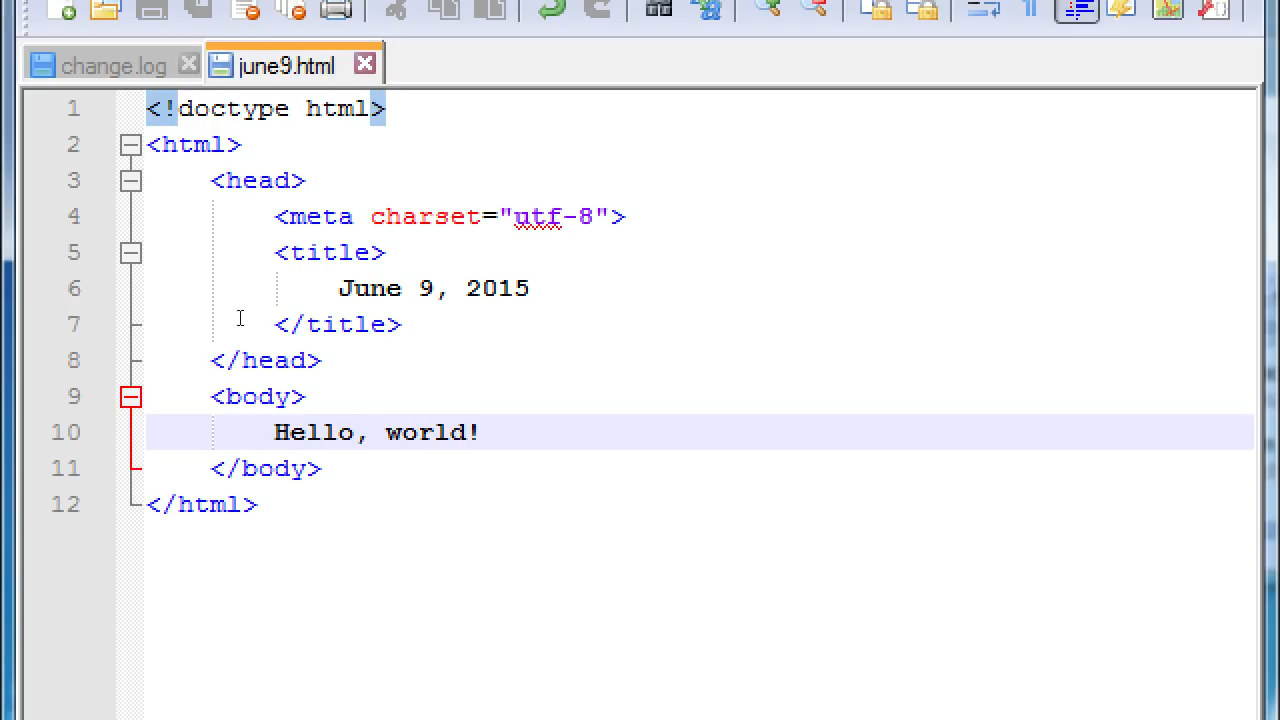 change.log june9.html
1 <!doctype html>
2 <html>
3 <head>
4 <meta charset="utf-8">
5 <title>
6 June 9, 2015
7 </title>
8 </head>
9 <body>
10 Hello, world!
11 </body>
12 </html>